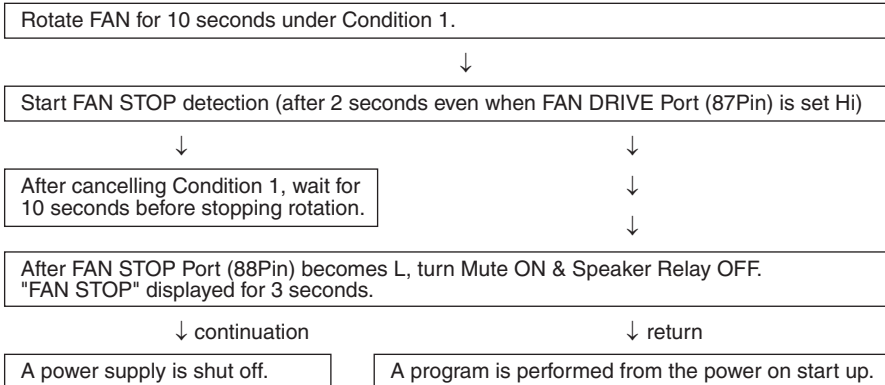 Rotate FAN for 10 seconds under Condition 1.
↓
Start FAN STOP detection (after 2 seconds even when FAN DRIVE Port (87Pin) is set Hi)
↓ ↓
After cancelling Condition 1, wait for
10 seconds before stopping rotation.
↓
↓
After FAN STOP Port (88Pin) becomes L, turn Mute ON & Speaker Relay OFF.
"FAN STOP" displayed for 3 seconds.
↓ continuation
↓ return
A power supply is shut off.
A program is performed from the power on start up.